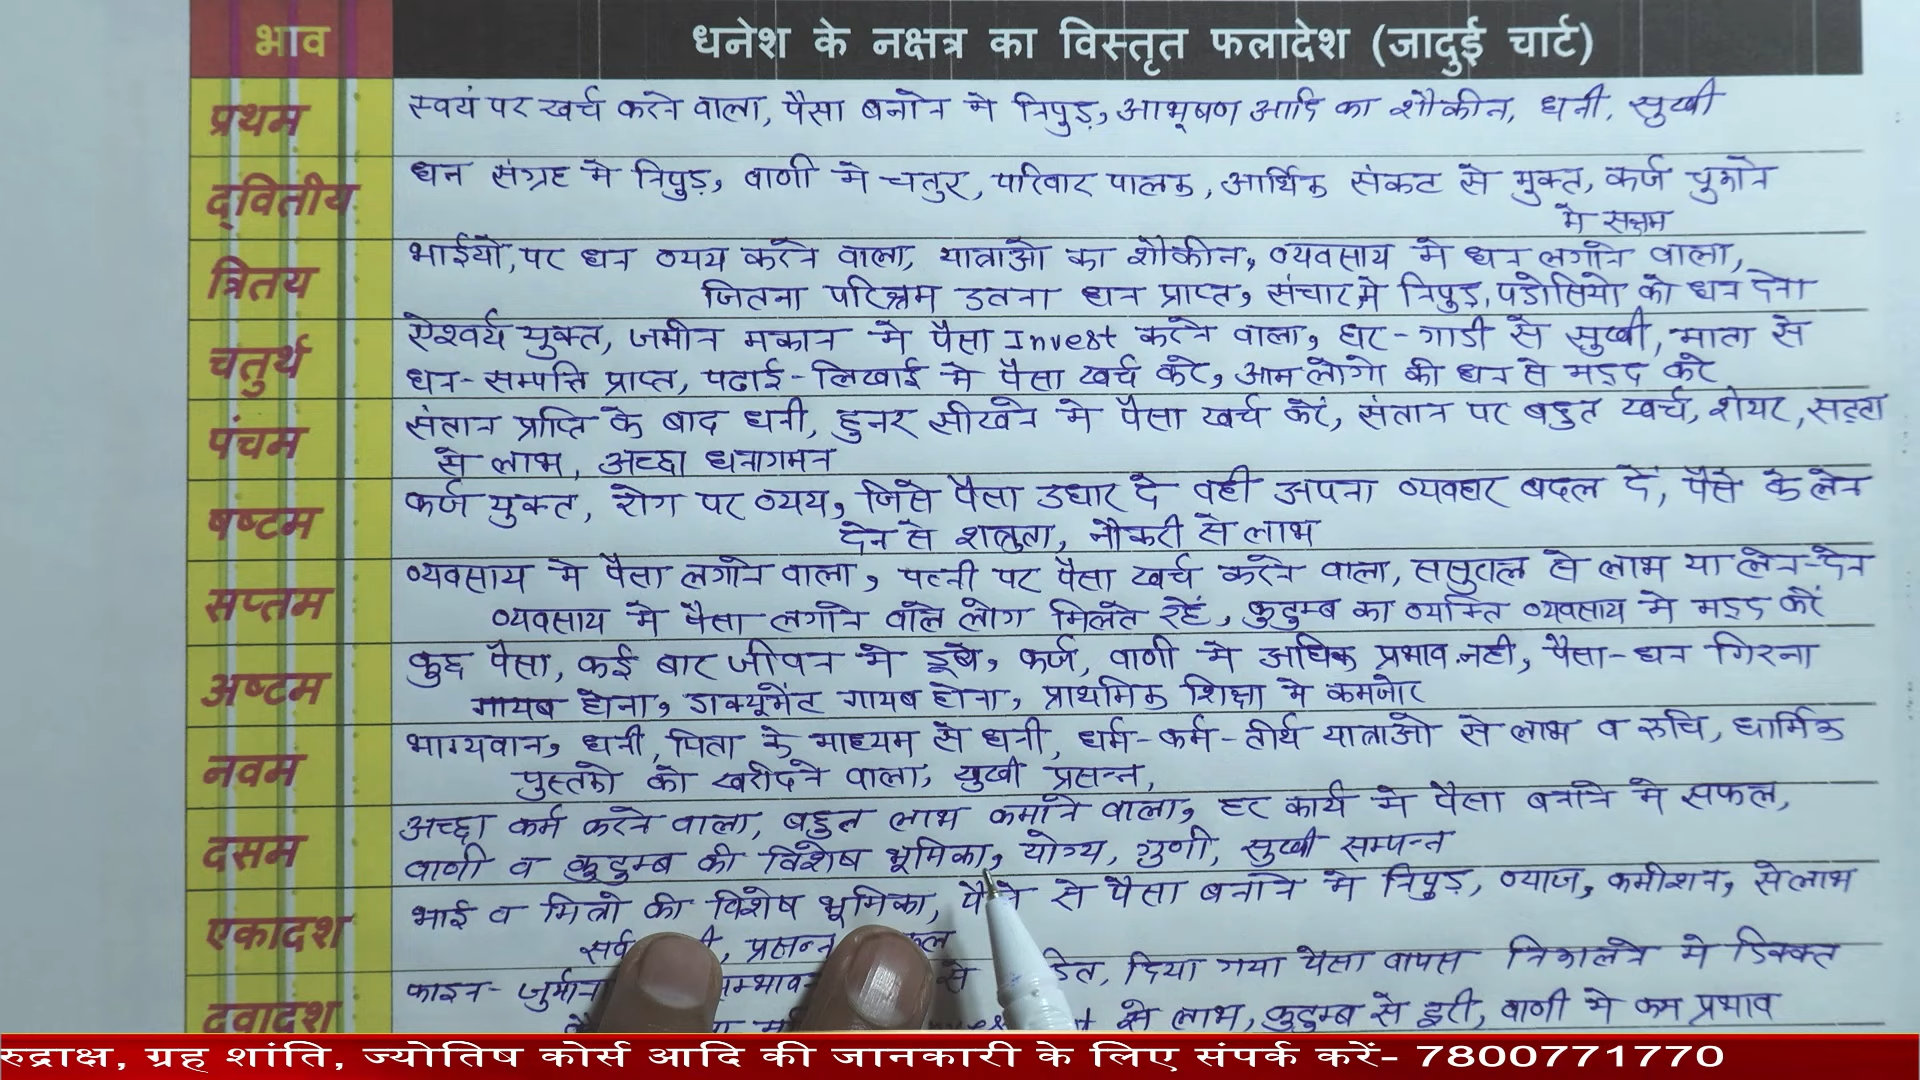 भाव
धनेश के नक्षत्र का विस्तृत फलादेश (जादुई चार्ट)
प्रथम
स्वयं पर खर्च करने वाला, पैसा बनाने मे निपुड़, आभूषण आदि का शौकीन, धनी, सुखी
द्वितीय
धन संग्रह मे निपुड़, वाणी मे चतुर, परिवार पालक, आर्थिक संकट से मुक्त, कर्ज चुकाने
मे सक्षम
त्रितय
भाईयों, पर धन व्यय करने वाला, यात्राओ का शौकीन, व्यवसाय मे धन लगाने वाला,
जितना परिश्रम उतना धन प्राप्त, संचार मे निपुड़, पडोसियो को धन देना
चतुर्थ
ऐश्वर्य युक्त, जमीन मकान मे पैसा Invest करने वाला, घर-गाडी से सुखी, माता से
धन-सम्पत्ति प्राप्त, पढाई-लिखाई मे पैसा खर्च करे, आम लोगो की धन से मदद करे
पंचम
संतान प्राप्ति के बाद धनी, हुनर सीखने मे पैसा खर्च करें, संतान पर बहुत खर्च, शेयर, सट्टा
से लाभ, अच्छा धनागमन
षष्टम
कर्ज युक्त, रोग पर व्यय, जिसे पैसा उधार दे वही अपना व्यवहार बदल दें, पैसे के लेन
देन से शत्रुता, नौकरी से लाभ
सप्तम
व्यवसाय मे पैसा लगाने वाला, पत्नी पर पैसा खर्च करने वाला, ससुराल से लाभ या लेन-देन
व्यवसाय मे पैसा लगाने वाले लोग मिलते रहें, कुटुम्ब का व्यक्ति व्यवसाय मे मदद करें
अष्टम
कुछ पैसा, कई बार जीवन मे डूबे, कर्ज, वाणी मे अधिक प्रभाव नही, पैसा-धन गिरना
गायब होना, डाक्यूमेंट गायब होना, प्राथमिक शिक्षा मे कमजोर
नवम
भाग्यवान, धनी, पिता के माध्यम से धनी, धर्म-कर्म-तीर्थ यात्राओ से लाभ व रुचि, धार्मिक
पुस्तको को खरीदने वाला, सुखी प्रसन्न,
दसम
अच्छा कर्म करने वाला, बहुत लाभ कमाने वाला, हर कार्य मे पैसा बनाने मे सफल,
वाणी व कुटुम्ब की विशेष भूमिका, योग्य, गुणी, सुखी सम्पन्न
एकादश
भाई व मित्रो की विशेष भूमिका, पैसे से पैसा बनाने मे निपुड़, व्याज, कमीशन, से लाभ
प्रसन्न
द्वादश
फाइन- दिया गया पैसा वापस निकालने मे दिक्कत
से लाभ, कुटुम्ब से दूरी, वाणी मे कम प्रभाव
रुद्राक्ष, ग्रह शांति, ज्योतिष कोर्स आदि की जानकारी के लिए संपर्क करें- 7800771770